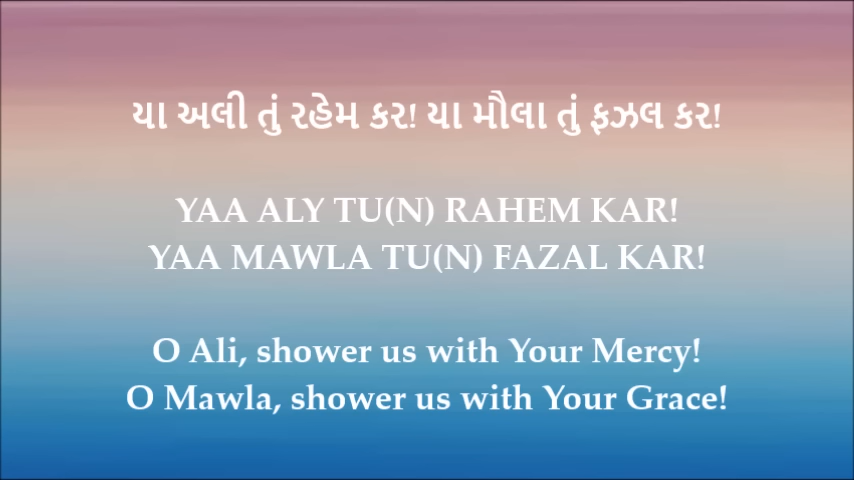 યા અલી તું રહેમ કર! યા મૌલા તું ફઝલ કર!
YAA ALY TU(N) RAHEM KAR!
YAA MAWLA TU(N) FAZAL KAR!
O Ali, shower us with Your Mercy!
O Mawla, shower us with Your Grace!